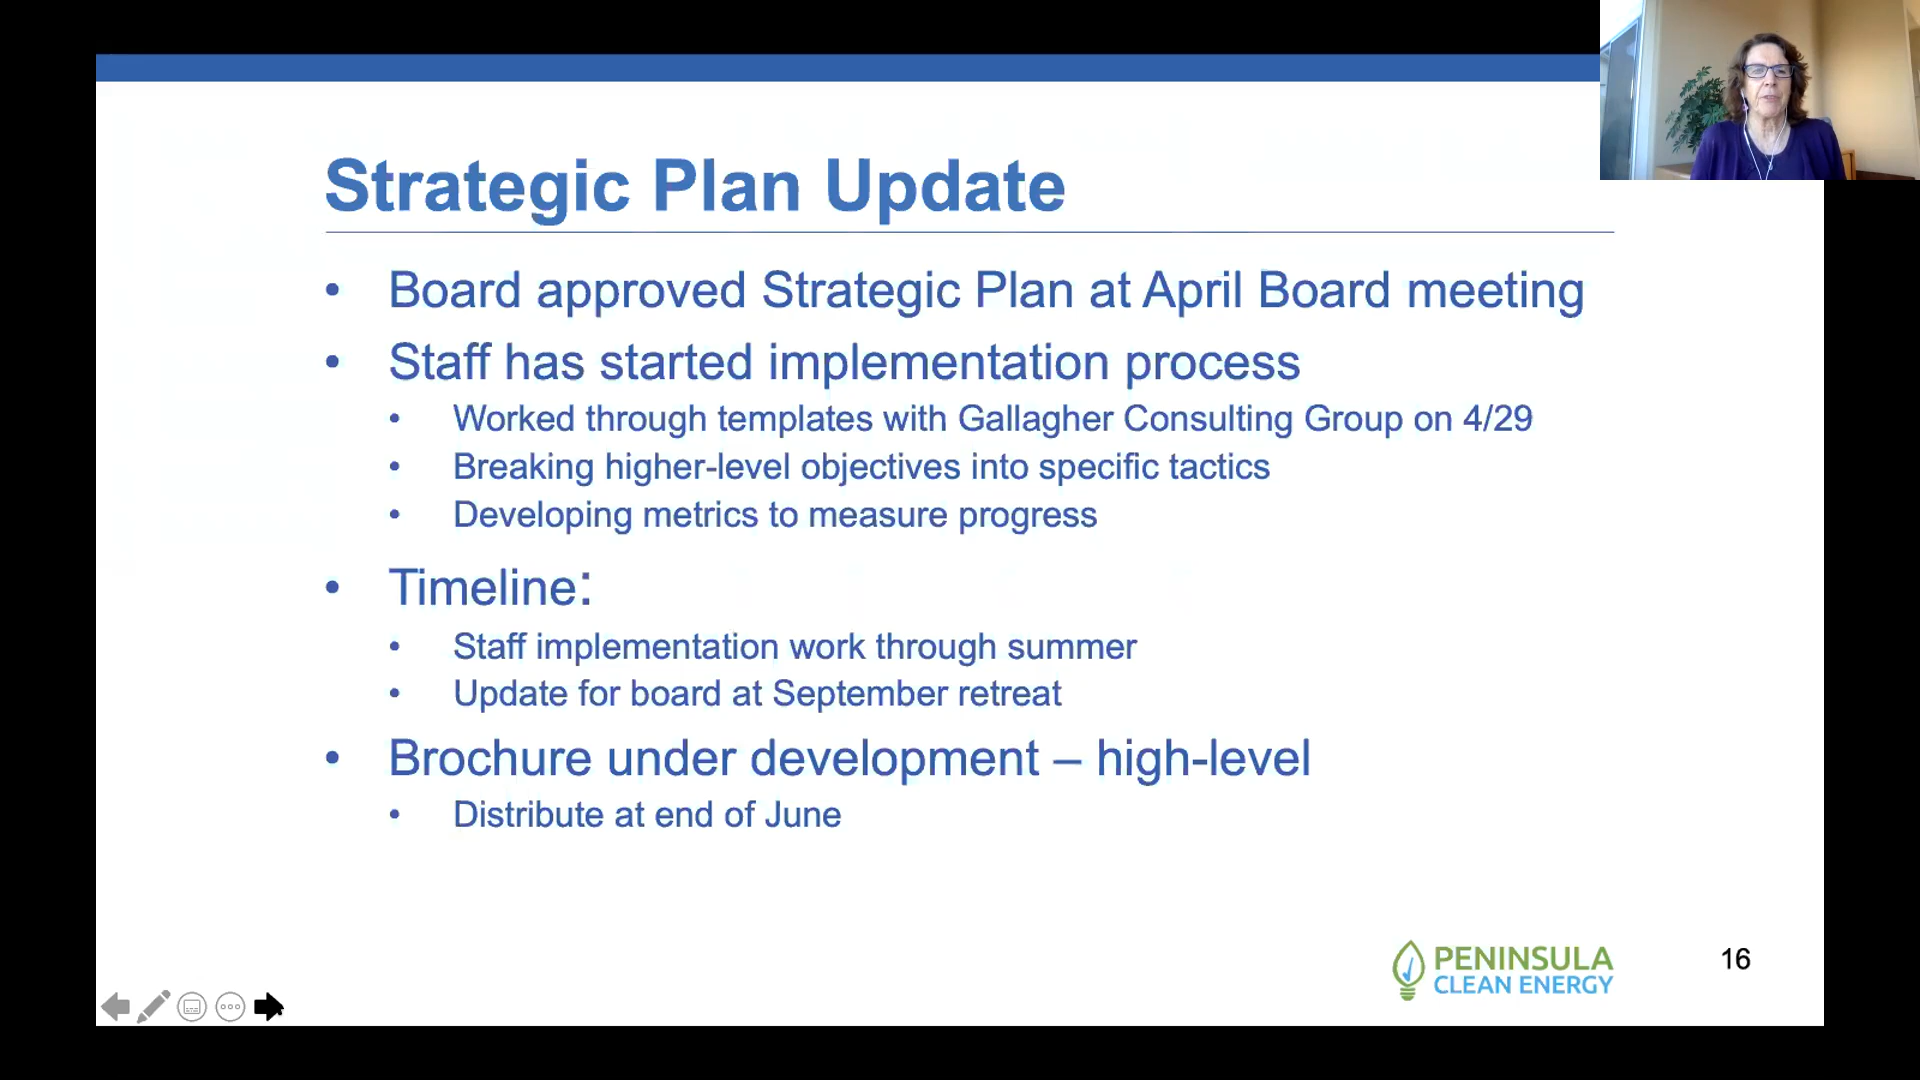 Strategic Plan Update
• Board approved Strategic Plan at April Board meeting
• Staff has started implementation process
• Worked through templates with Gallagher Consulting Group on 4/29
• Breaking higher-level objectives into specific tactics
• Developing metrics to measure progress
• Timeline:
• Staff implementation work through summer
• Update for board at September retreat
• Brochure under development – high-level
• Distribute at end of June
PENINSULA
CLEAN ENERGY
16